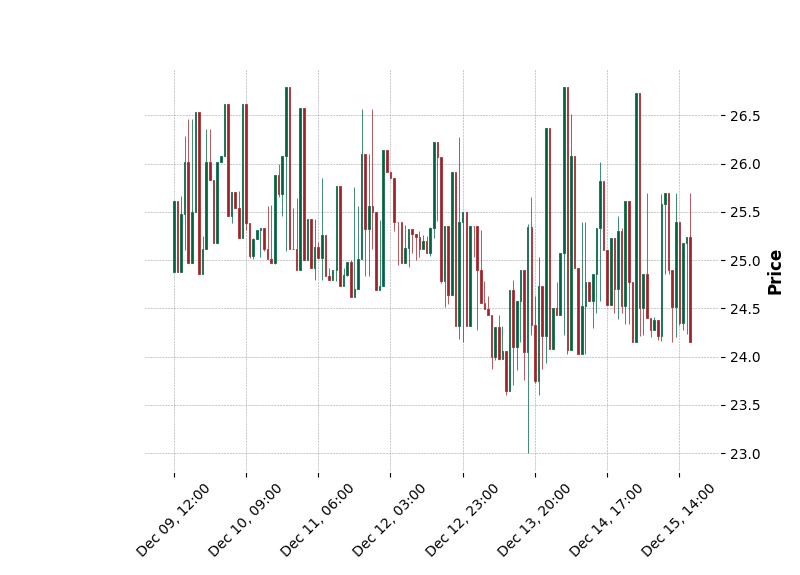 26.5
26.0
25.5
25.0
24.5
24.0
23.5
23.0
Price
Dec 09, 12:00
Dec 10, 09:00
Dec 11, 06:00
Dec 12, 03:00
Dec 12, 23:00
Dec 13, 20:00
Dec 14, 17:00
Dec 15, 14:00